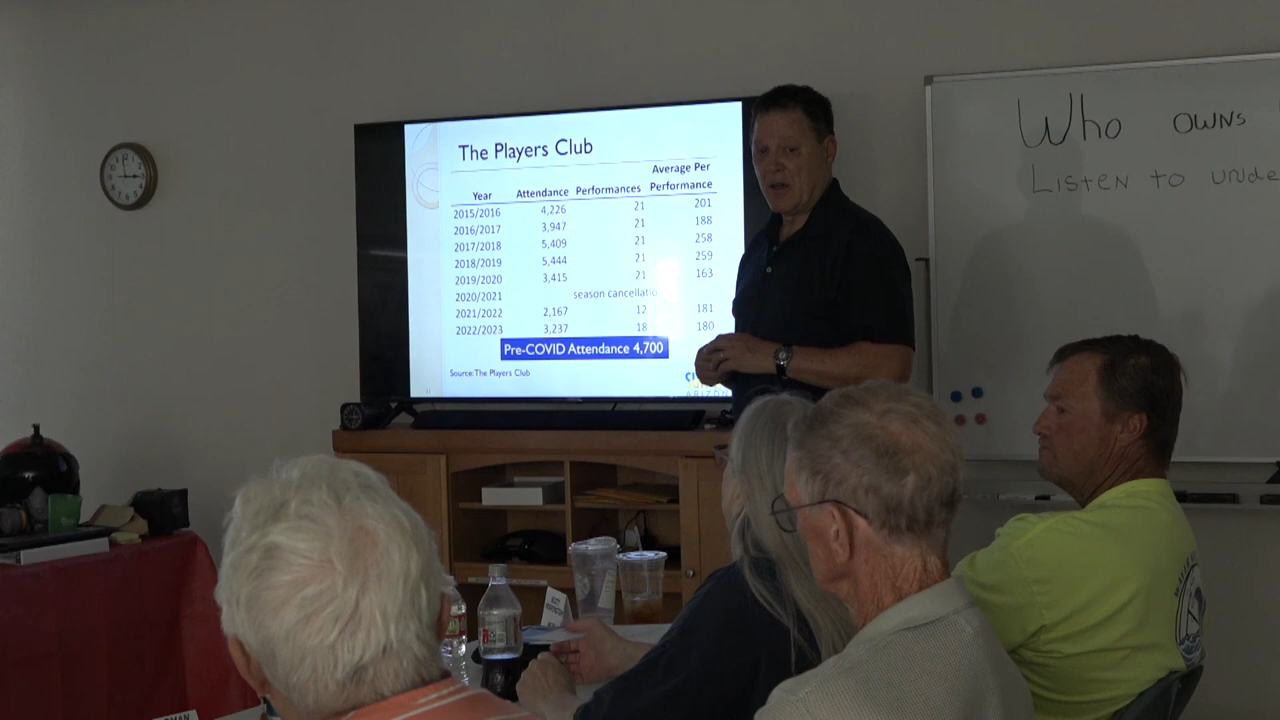 The Players Club
Average Per
Year Attendance Performances Performance
2015/2016 4,226 21 201
2016/2017 3,947 21 188
2017/2018 5,409 21 258
2018/2019 5,444 21 259
2019/2020 3,415 21 163
2020/2021 season cancellatio
2021/2022 2,167 12 181
2022/2023 3,237 18 180
Pre-COVID Attendance 4,700
Source: The Players Club
Who owns
Listen to unde